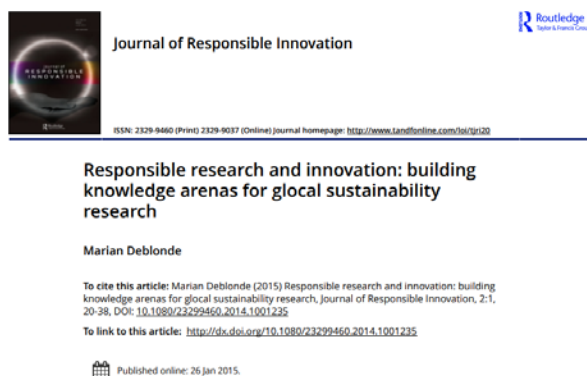 Routledge
Taylor & Francis Group
Journal of Responsible Innovation
JOURNAL OF
RESPONSIBLE
INNOVATION
ISSN: 2329-9460 (Print) 2329-9037 (Online) Journal homepage: http://www.tandfonline.com/loi/tjri20
Responsible research and innovation: building
knowledge arenas for glocal sustainability
research
Marian Deblonde
To cite this article: Marian Deblonde (2015) Responsible research and innovation: building
knowledge arenas for glocal sustainability research, Journal of Responsible Innovation, 2:1,
20-38, DOI: 10.1080/23299460.2014.1001235
To link to this article: http://dx.doi.org/10.1080/23299460.2014.1001235
Published online: 26 Jan 2015.